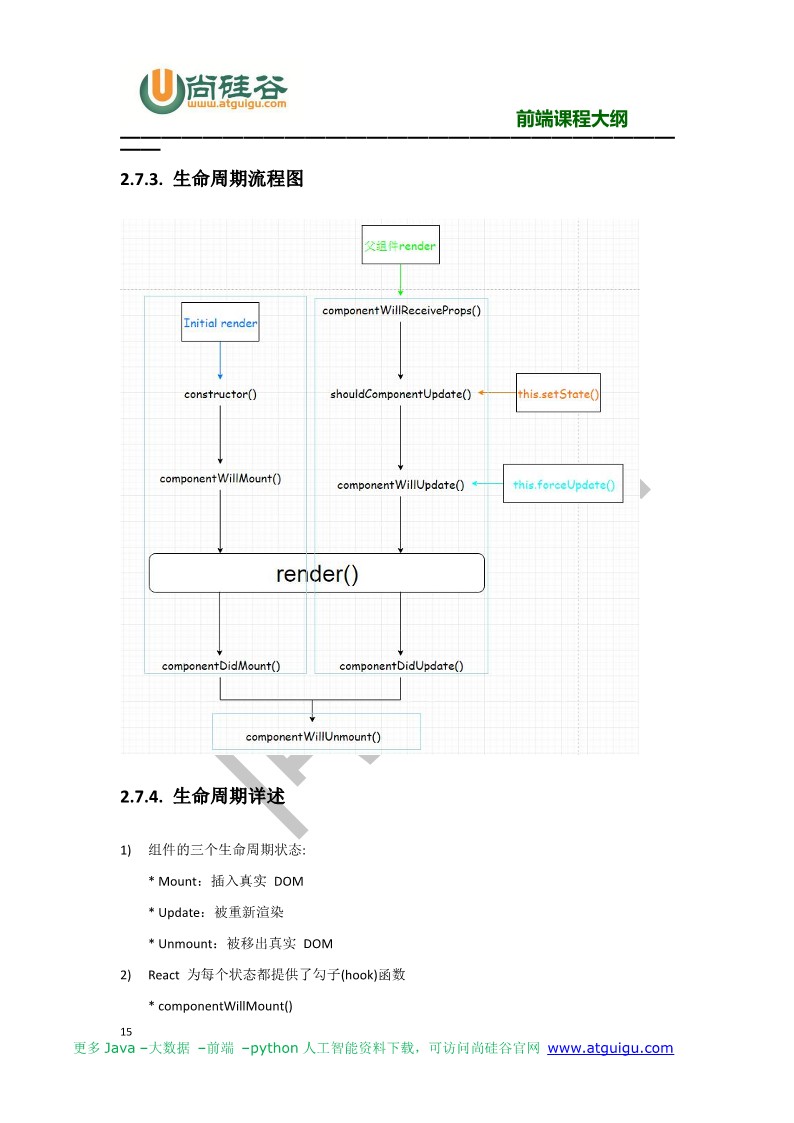 尚硅谷
www.atguigu.com
前端课程大纲
2.7.3. 生命周期流程图
父组件render
componentWillReceiveProps()
Initial render
constructor()
shouldComponentUpdate()
this.setState()
componentWillMount()
componentWillUpdate()
this.forceUpdate()
render()
componentDidMount()
componentDidUpdate()
componentWillUnmount()
2.7.4. 生命周期详述
1) 组件的三个生命周期状态:
* Mount：插入真实 DOM
* Update：被重新渲染
* Unmount：被移出真实 DOM
2) React 为每个状态都提供了勾子(hook)函数
* componentWillMount()
15
更多 Java –大数据 –前端 –python 人工智能资料下载，可访问尚硅谷官网 www.atguigu.com